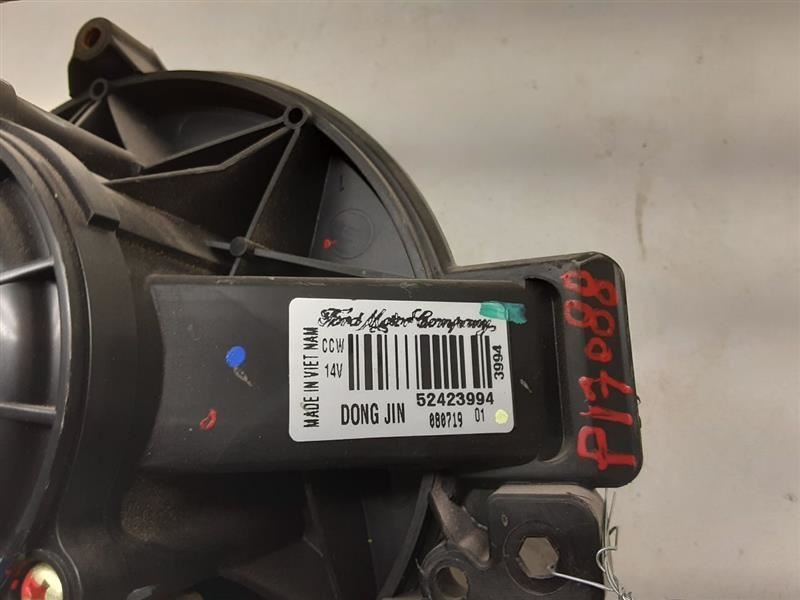 Ford Motor Company
MADE IN VIET NAM
CCW
14V
3994
52423994
DONG JIN
080719 01
P17088